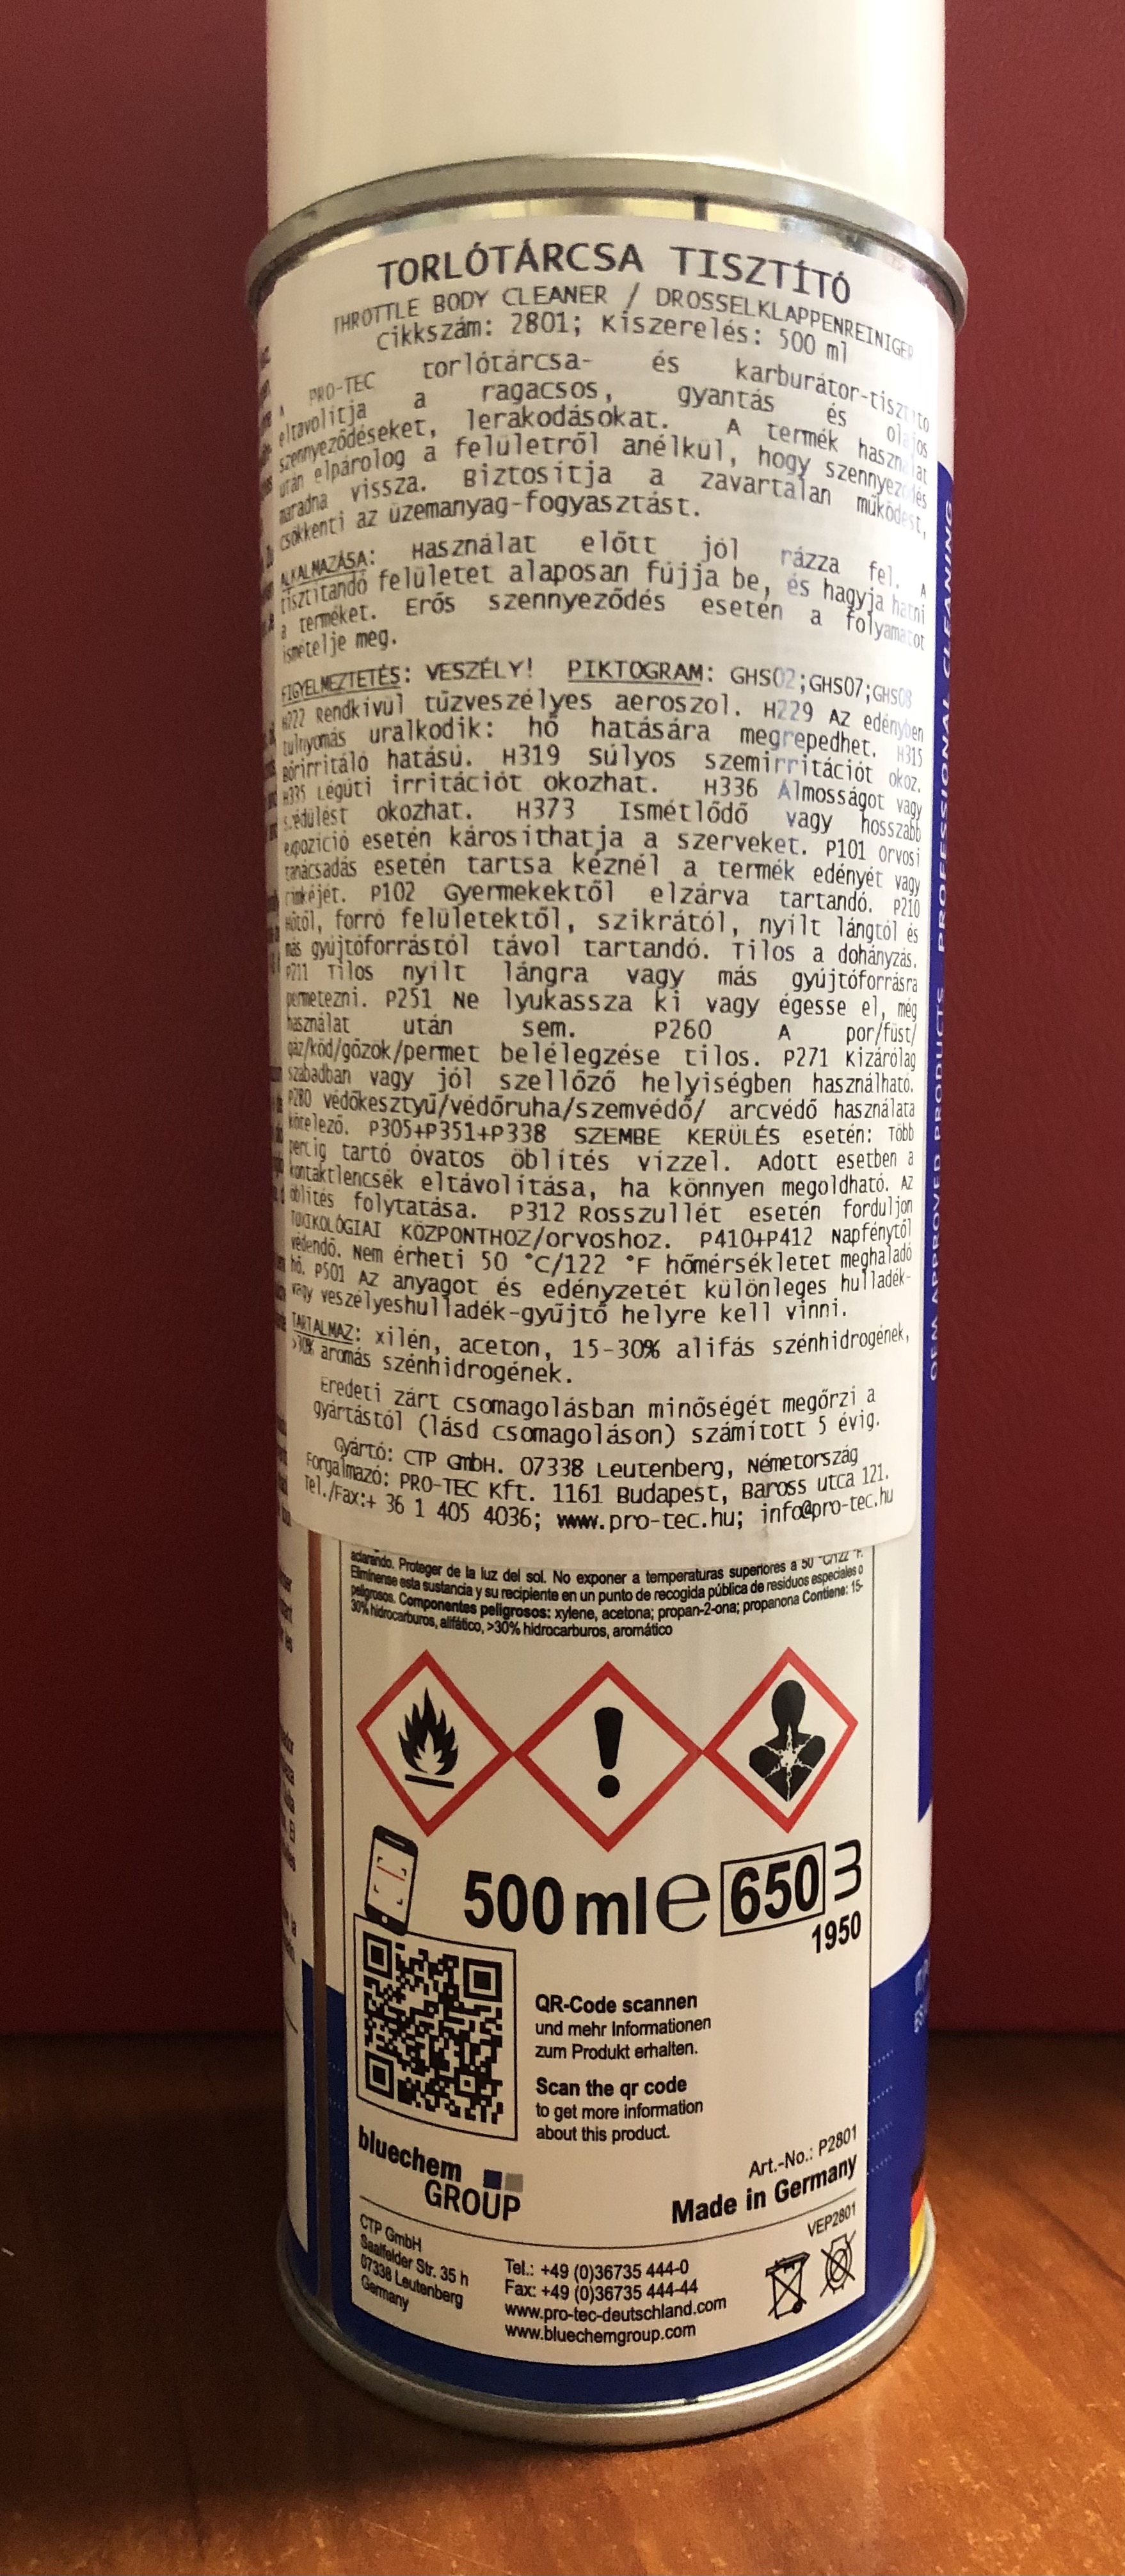 TORLÓTÁRCSA TISZTÍTÓ
THROTTLE BODY CLEANER / DROSSELKLAPPENREINIGER
Cikkszám: 2801; Kiszerelés: 500 ml
A PRO-TEC torlótárcsa- és karburátor-tisztító
eltavolítja a ragacsos, gyantás és olajos
szennyeződéseket, lerakodásokat. A termék használat
után elpárolog a felületről anélkül, hogy szennyeződés
maradna vissza. Biztosítja a zavartalan működést,
csökkenti az üzemanyag-fogyasztást.
ALKALMAZÁSA: Használat előtt jól rázza fel. A
tisztítandó felületet alaposan fújja be, és hagyja hatni
a terméket. Erős szennyeződés esetén a folyamatot
ismételje meg.
FIGYELMEZTETÉS: VESZÉLY! PIKTOGRAM: GHS02;GHS07;GHS08
H222 Rendkívül tűzveszélyes aeroszol. H229 Az edényben
túlnyomás uralkodik: hő hatására megrepedhet. H315
Bőrirritáló hatású. H319 Súlyos szemirritációt okoz.
H335 Légúti irritációt okozhat. H336 Álmosságot vagy
szédülést okozhat. H373 Ismétlődő vagy hosszabb
expozíció esetén károsíthatja a szerveket. P101 Orvosi
tanácsadás esetén tartsa kéznél a termék edényét vagy
címkéjét. P102 Gyermekektől elzárva tartandó. P210
Hőtől, forró felületektől, szikrától, nyílt lángtól és
más gyújtóforrástól távol tartandó. Tilos a dohányzás.
P211 Tilos nyílt lángra vagy más gyújtóforrásra
permetezni. P251 Ne lyukassza ki vagy égesse el, még
használat után sem. P260 A por/füst/
gáz/köd/gőzök/permet belélegzése tilos. P271 Kizárólag
szabadban vagy jól szellőző helyiségben használható.
P280 védőkesztyű/védőruha/szemvédő/ arcvédő használata
kötelező. P305+P351+P338 SZEMBE KERÜLÉS esetén: Több
percig tartó óvatos öblítés vízzel. Adott esetben a
kontaktlencsék eltávolítása, ha könnyen megoldható. Az
öblítés folytatása. P312 Rosszullét esetén forduljon
TOXIKOLÓGIAI KÖZPONTHOZ/orvoshoz. P410+P412 Napfénytől
védendő. Nem érheti 50 °C/122 °F hőmérsékletet meghaladó
hő. P501 Az anyagot és edényzetét különleges hulladék-
vagy veszélyeshulladék-gyűjtő helyre kell vinni.
TARTALMAZ: xilén, aceton, 15-30% alifás szénhidrogének,
>30% aromás szénhidrogének.
Eredeti zárt csomagolásban minőségét megőrzi a
gyártástól (lásd csomagoláson) számított 5 évig.
Gyártó: CTP GmbH. 07338 Leutenberg, Németország
Forgalmazó: PRO-TEC Kft. 1161 Budapest, Baross utca 121.
Tel./Fax:+ 36 1 405 4036; www.pro-tec.hu; info@pro-tec.hu
OEM APPROVED PRODUCTS - PROFESSIONAL CLEANING
aclarando. Proteger de la luz del sol. No exponer a temperaturas superiores a 50 °C/122 °F.
Elimínense esta sustancia y su recipiente en un punto de recogida pública de residuos especiales o
peligrosos. Componentes peligrosos: xylene, acetona; propan-2-ona; propanona Contiene: 15-
30% hidrocarburos, alifático, >30% hidrocarburos, aromático
500 ml e 650 3
1950
QR-Code scannen
und mehr Informationen
zum Produkt erhalten.
Scan the qr code
to get more information
about this product.
bluechem
GROUP
Art.-No.: P2801
Made in Germany
VEP2801
CTP GmbH
Saalfelder Str. 35 h
07338 Leutenberg
Germany
Tel.: +49 (0)36735 444-0
Fax: +49 (0)36735 444-44
www.pro-tec-deutschland.com
www.bluechemgroup.com